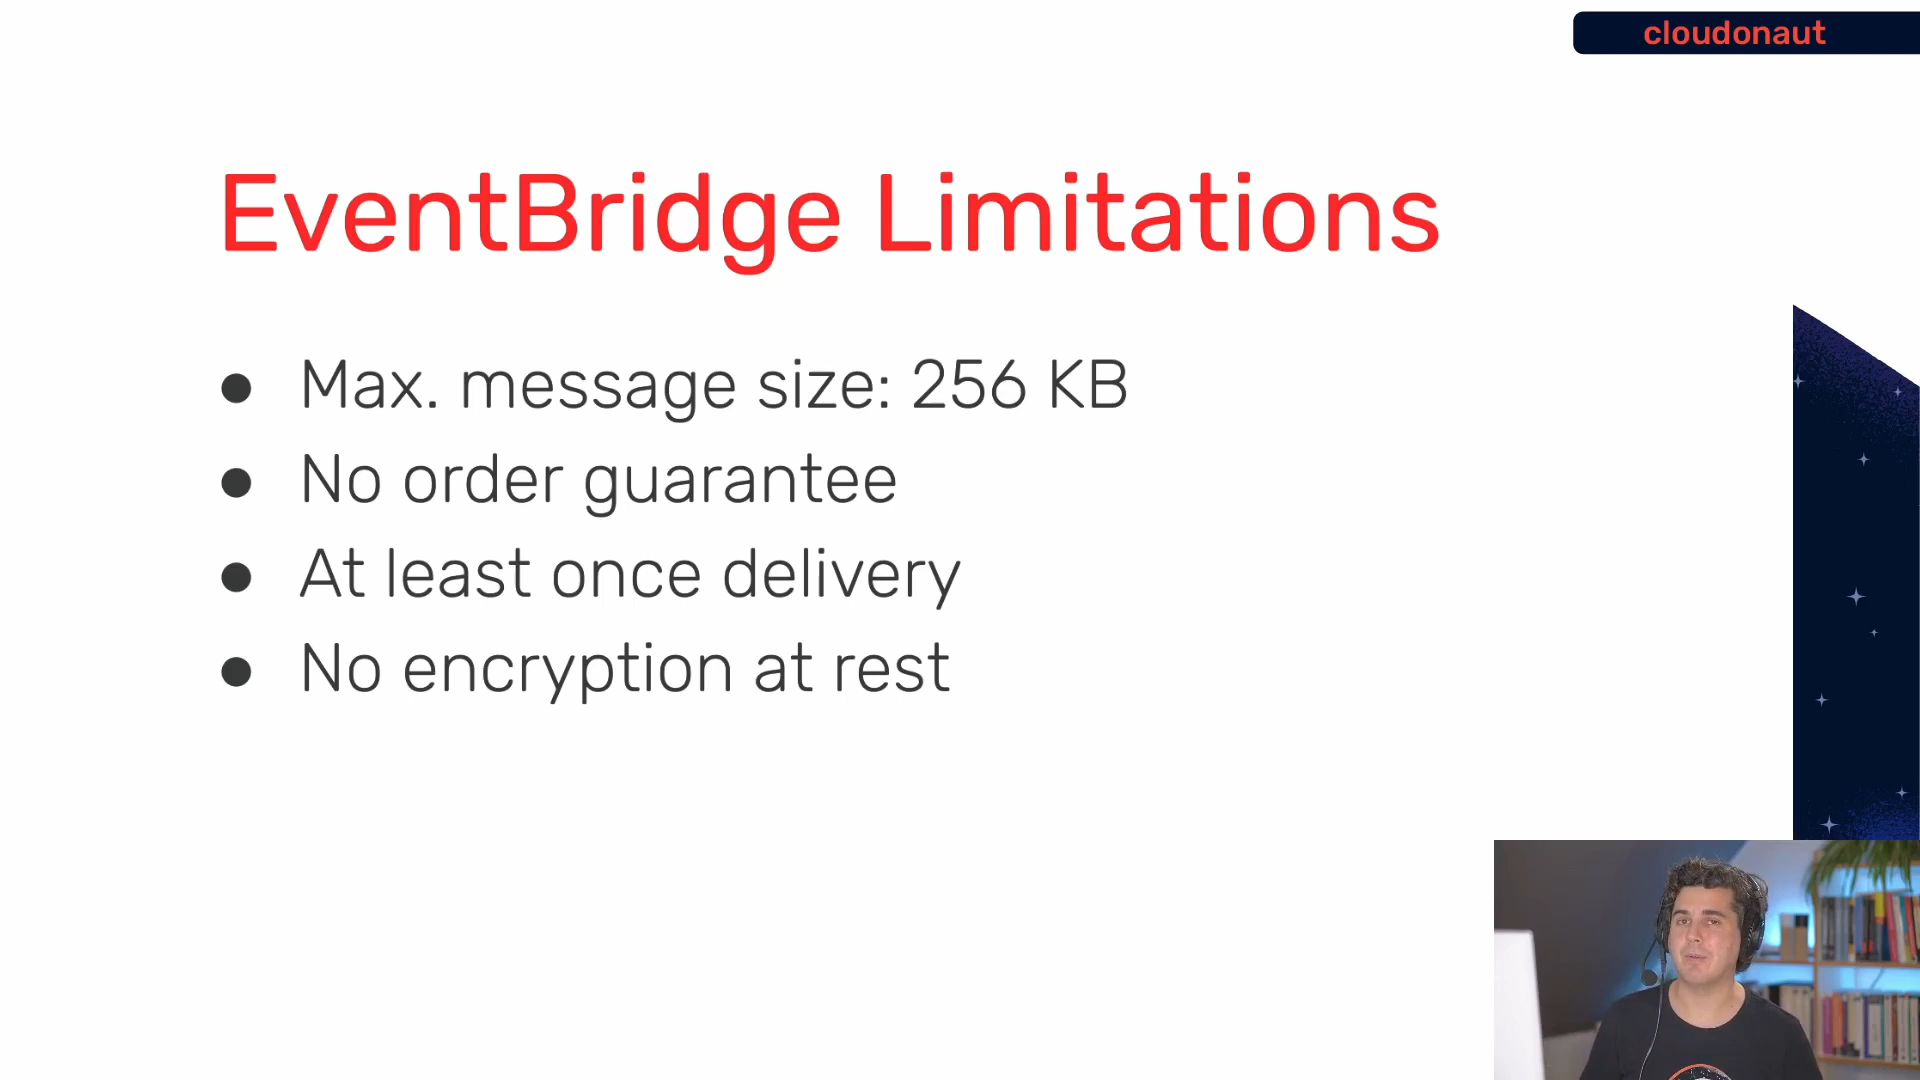 cloudonaut
EventBridge Limitations
● Max. message size: 256 KB
● No order guarantee
● At least once delivery
● No encryption at rest